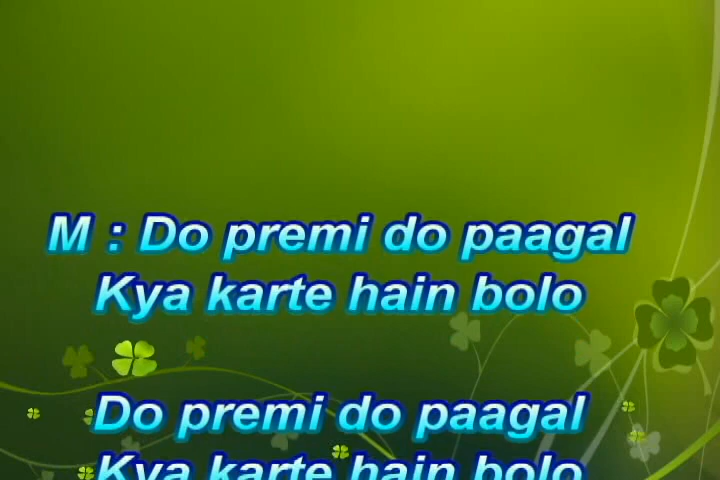 M : Do premi do paagal
Kya karte hain bolo
Do premi do paagal
Kya karte hain bolo